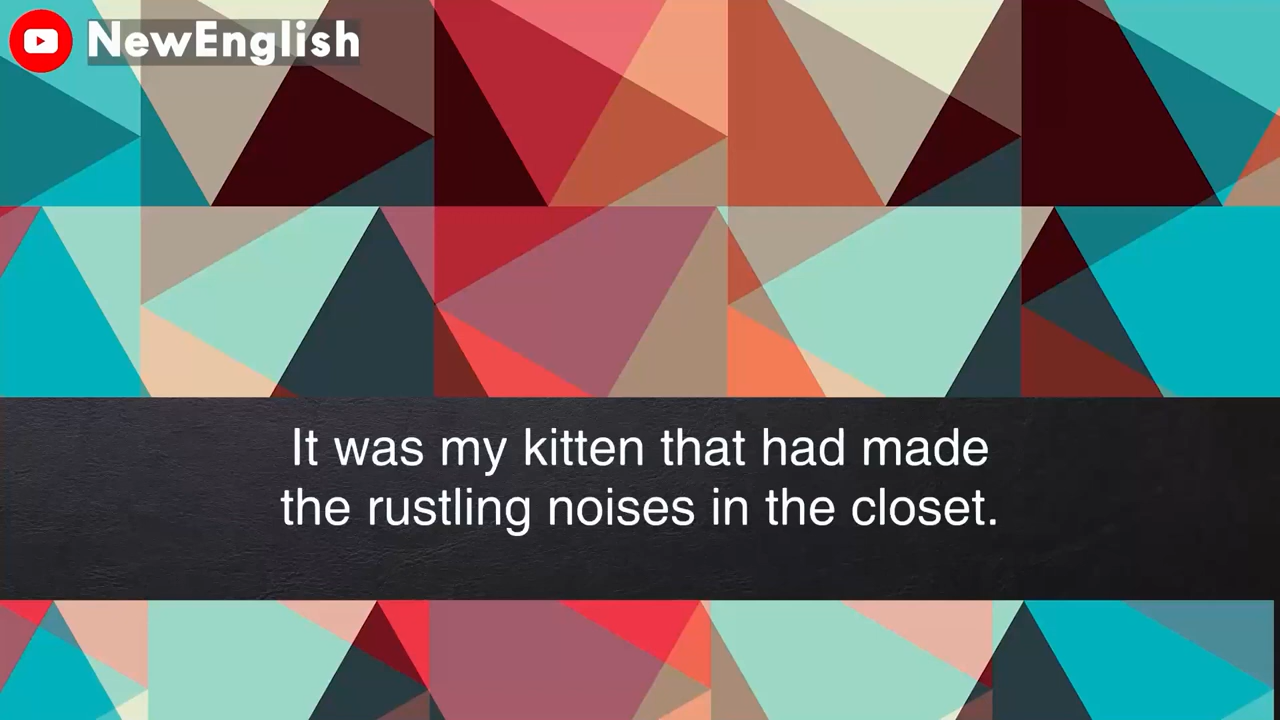 NewEnglish
It was my kitten that had made
the rustling noises in the closet.